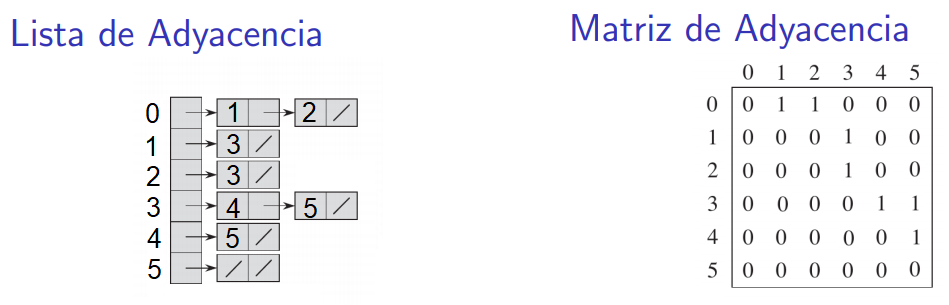 Lista de Adyacencia
0 1 2 /
1 3 /
2 3 /
3 4 5 /
4 5 /
5 / /
Matriz de Adyacencia
0 1 2 3 4 5
0 0 1 1 0 0 0
1 0 0 0 1 0 0
2 0 0 0 1 0 0
3 0 0 0 0 1 1
4 0 0 0 0 0 1
5 0 0 0 0 0 0